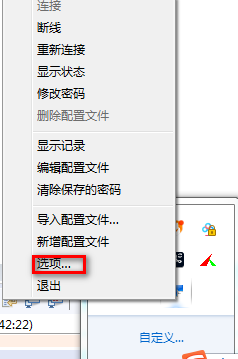 连接
断线
重新连接
显示状态
修改密码
删除配置文件
显示记录
编辑配置文件
清除保存的密码
导入配置文件...
新增配置文件
选项...
退出
42:22)
自定义...